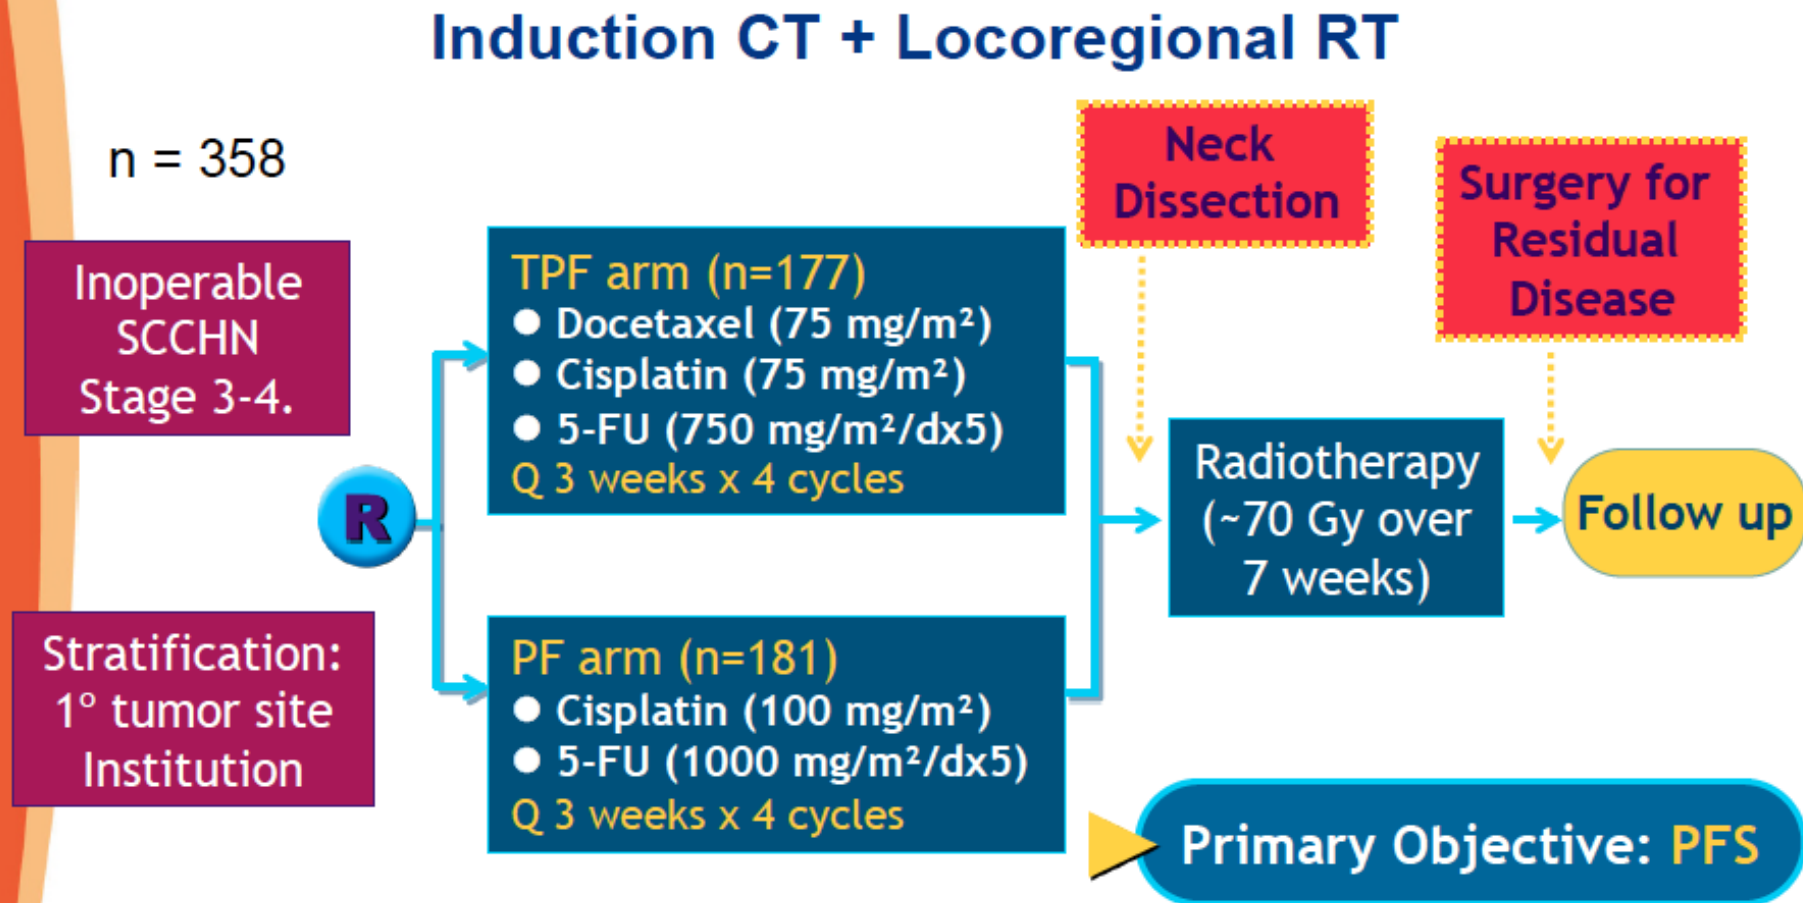 Induction CT + Locoregional RT
n = 358
Inoperable
SCCHN
Stage 3-4.
R
Stratification:
1° tumor site
Institution
TPF arm (n=177)
● Docetaxel (75 mg/m²)
● Cisplatin (75 mg/m²)
● 5-FU (750 mg/m²/dx5)
Q 3 weeks x 4 cycles
PF arm (n=181)
● Cisplatin (100 mg/m²)
● 5-FU (1000 mg/m²/dx5)
Q 3 weeks x 4 cycles
Neck
Dissection
Radiotherapy
(~70 Gy over
7 weeks)
Surgery for
Residual
Disease
Follow up
Primary Objective: PFS